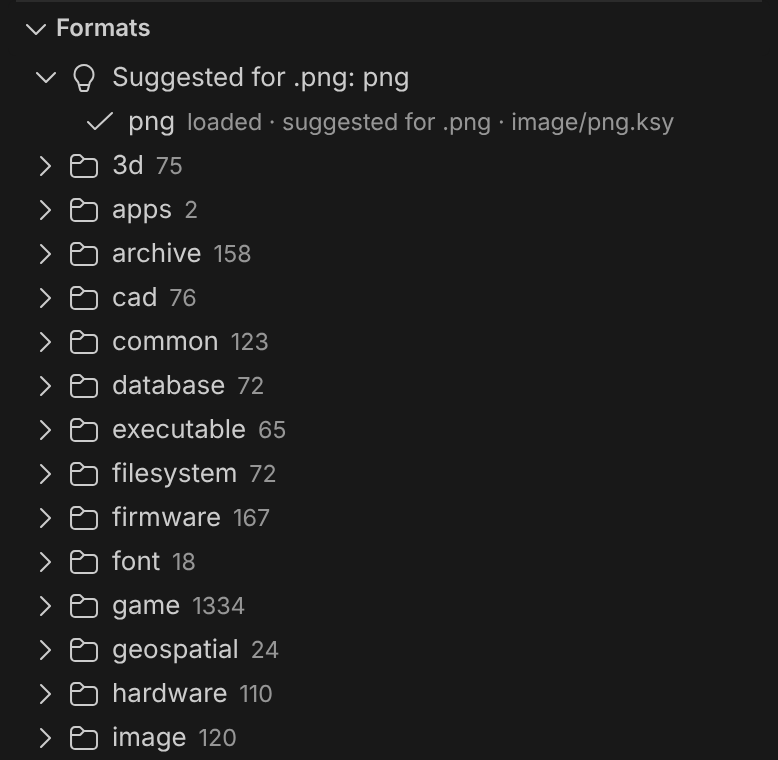 Formats
Suggested for .png: png
png loaded · suggested for .png · image/png.ksy
3d 75
apps 2
archive 158
cad 76
common 123
database 72
executable 65
filesystem 72
firmware 167
font 18
game 1334
geospatial 24
hardware 110
image 120